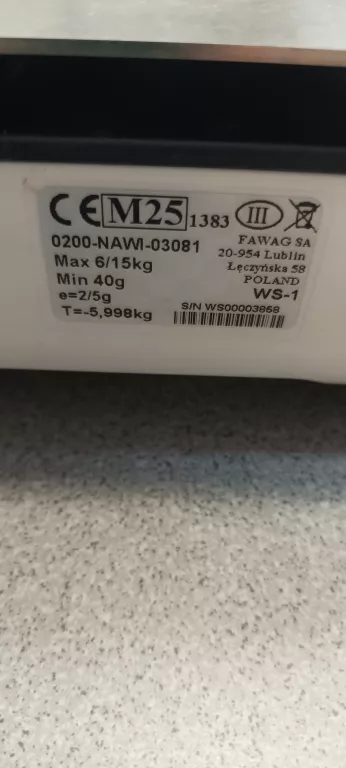 CE M25 1383 III
0200-NAWI-03081
Max 6/15kg
Min 40g
e=2/5g
T=-5,998kg
FAWAG SA
20-954 Lublin
Łęczyńska 58
POLAND
WS-1
S/N WS00003858